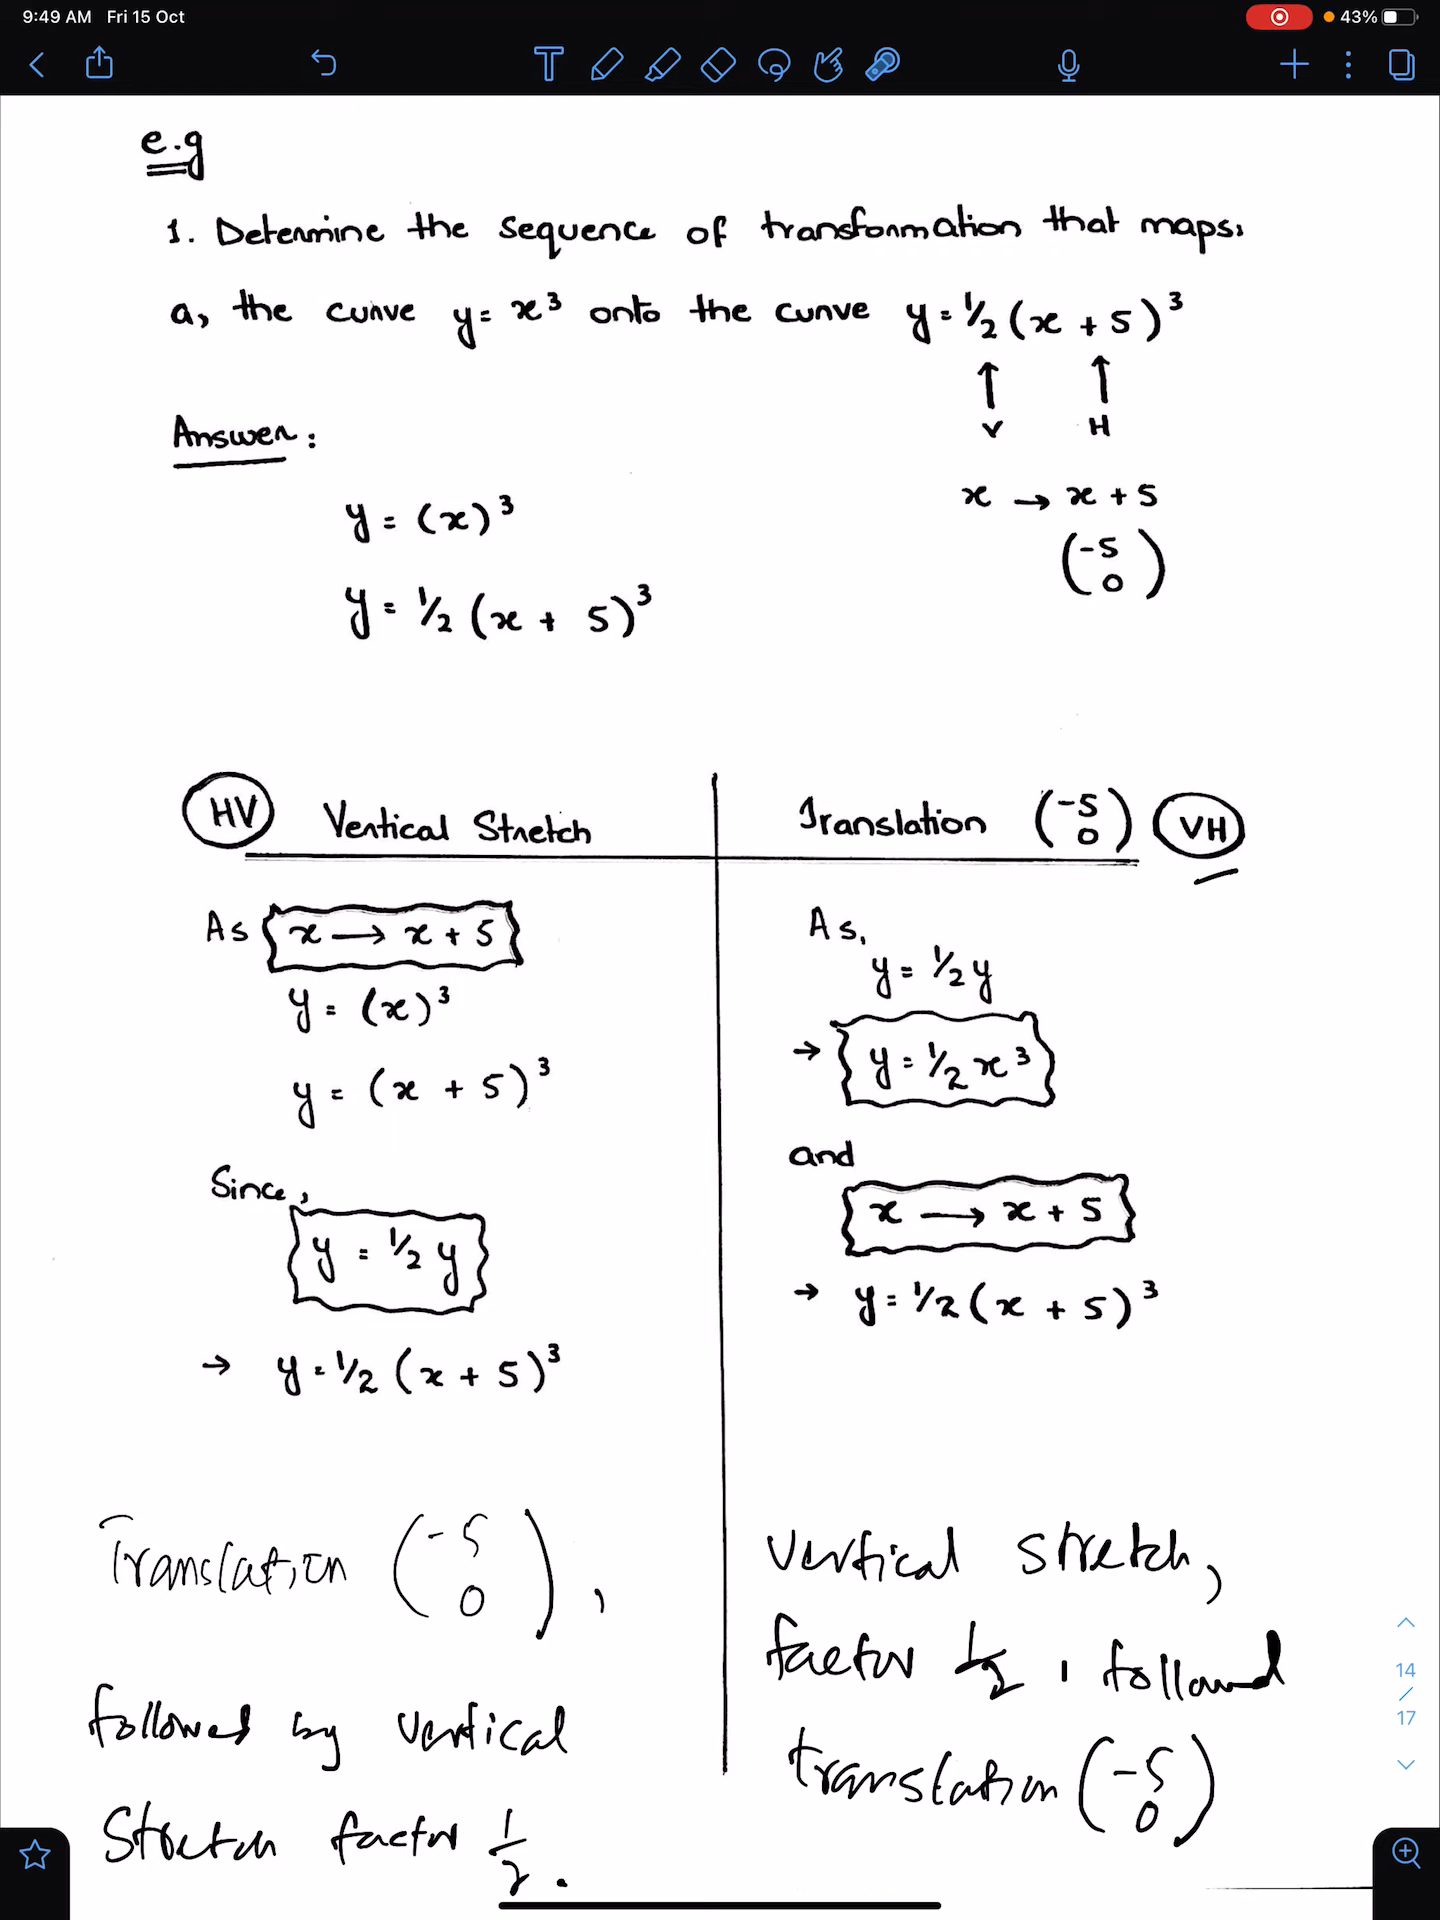 9:49 AM Fri 15 Oct
43%
e.g
1. Determine the sequence of transformation that maps:
a, the curve y = x³ onto the curve y = ½ (x + 5)³
↑ ↑
V H
Answer:
x → x + 5
y = (x)³
(-5
0)
y = ½ (x + 5)³
HV Vertical Stretch
As x → x + 5
y = (x)³
y = (x + 5)³
Since,
y = ½ y
→ y = ½ (x + 5)³
Translation (-5
0),
followed by vertical
Stretch factor 1/2.
Translation (-5
0) VH
As,
y = ½ y
→ y = ½ x³
and
x → x + 5
→ y = ½ (x + 5)³
vertical stretch,
factor ½, followed
translation (-5
0)
14
/
17